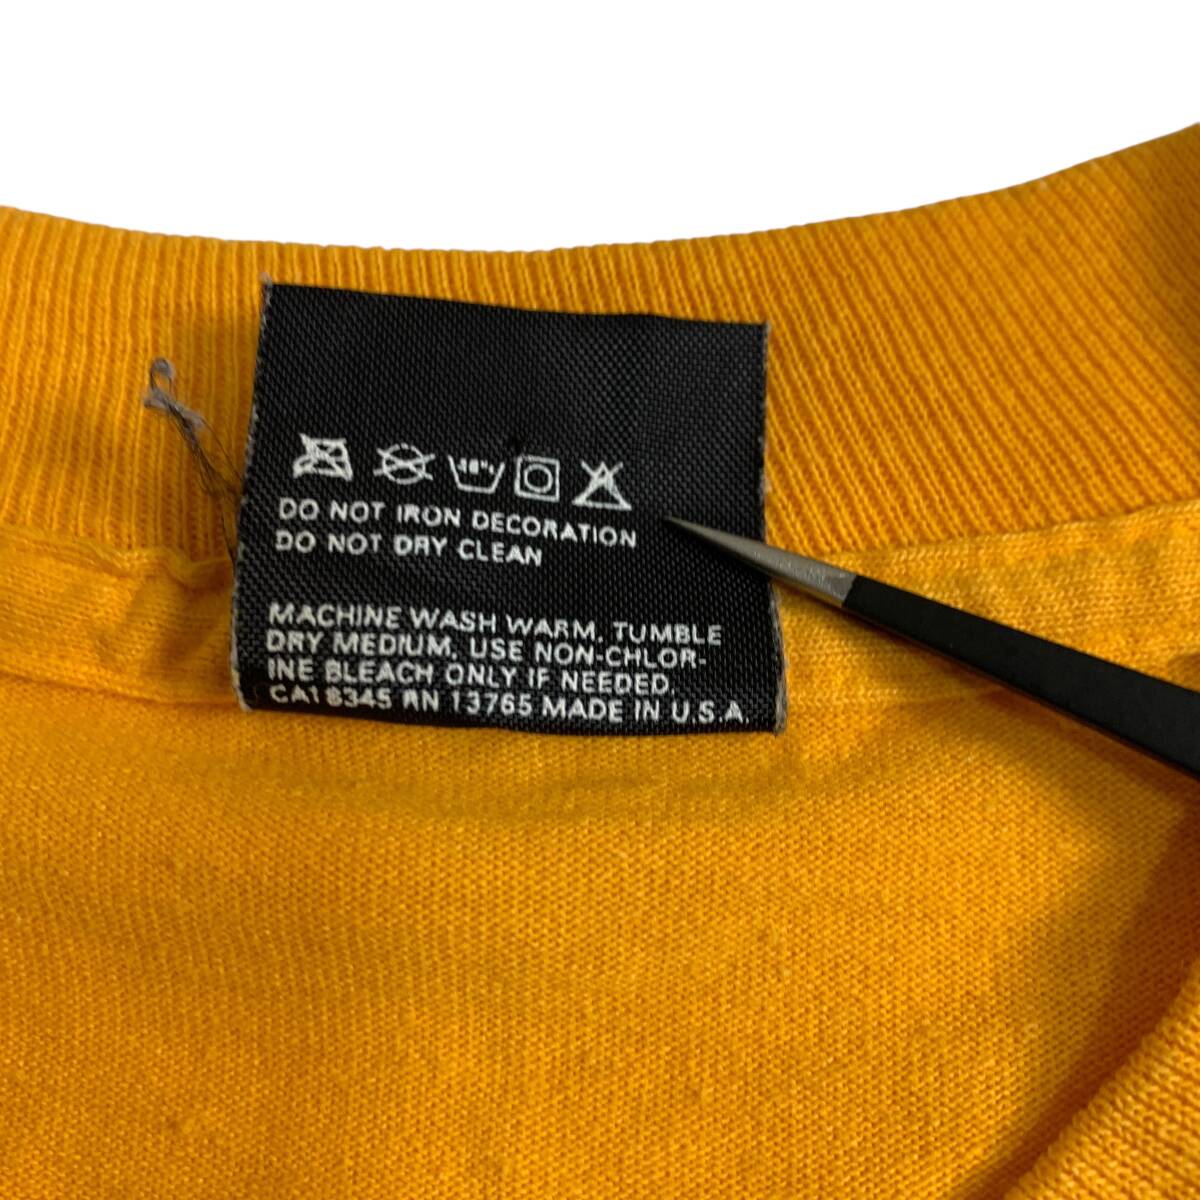 40°
DO NOT IRON DECORATION
DO NOT DRY CLEAN
MACHINE WASH WARM. TUMBLE
DRY MEDIUM. USE NON-CHLOR-
INE BLEACH ONLY IF NEEDED.
CA18345 RN 13765 MADE IN U.S.A.